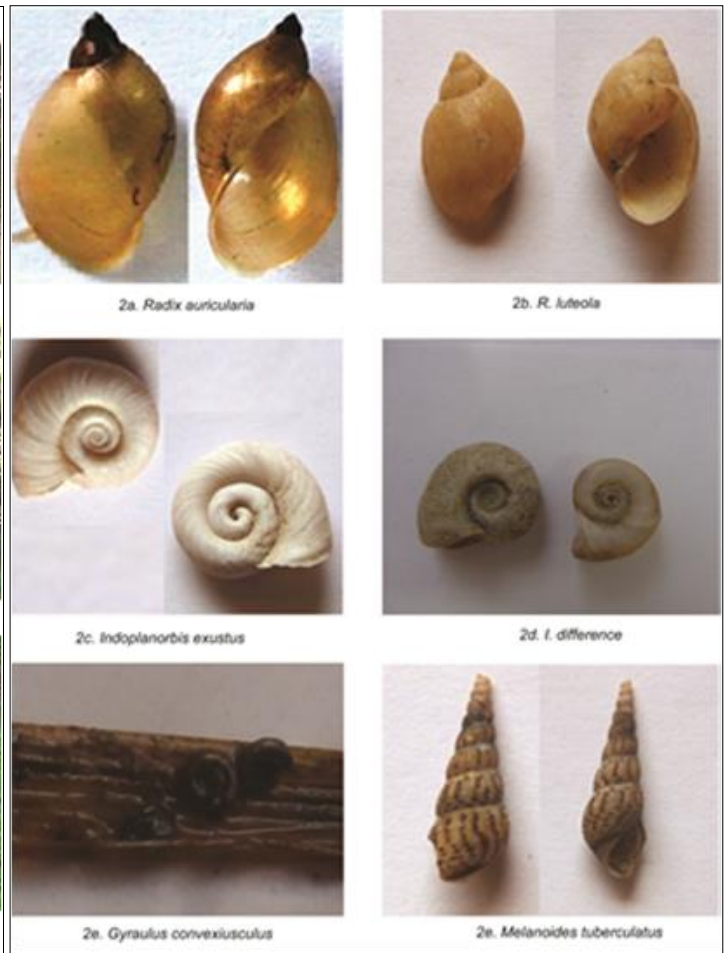 2a. Radix auricularia
2b. R. luteola
2c. Indoplanorbis exustus
2d. I. difference
2e. Gyraulus convexiusculus
2e. Melanoides tuberculatus